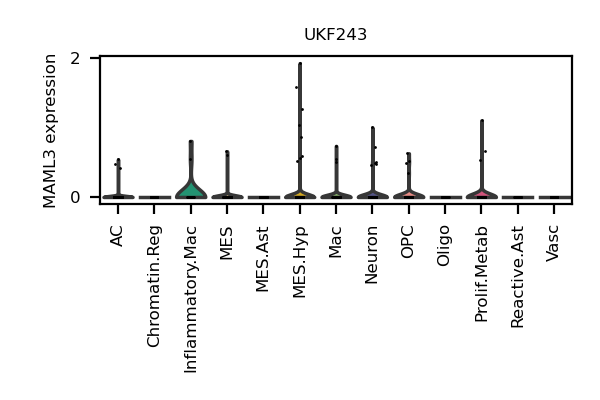 UKF243
MAML3 expression
2
0
AC
Chromatin.Reg
Inflammatory.Mac
MES
MES.Ast
MES.Hyp
Mac
Neuron
OPC
Oligo
Prolif.Metab
Reactive.Ast
Vasc